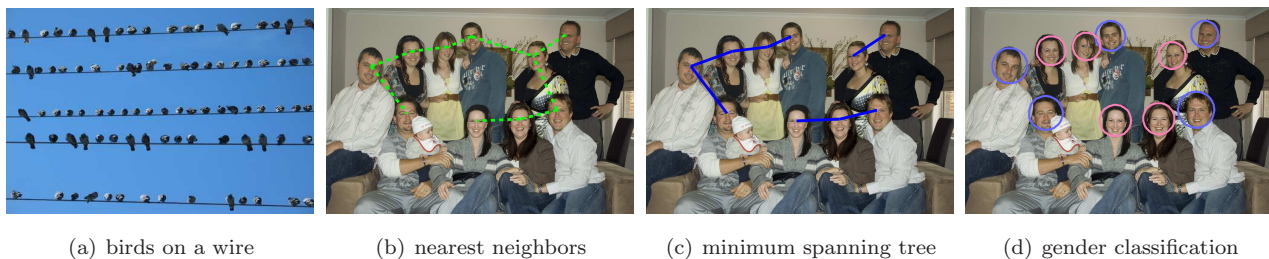 (a) birds on a wire
(b) nearest neighbors
(c) minimum spanning tree
(d) gender classification